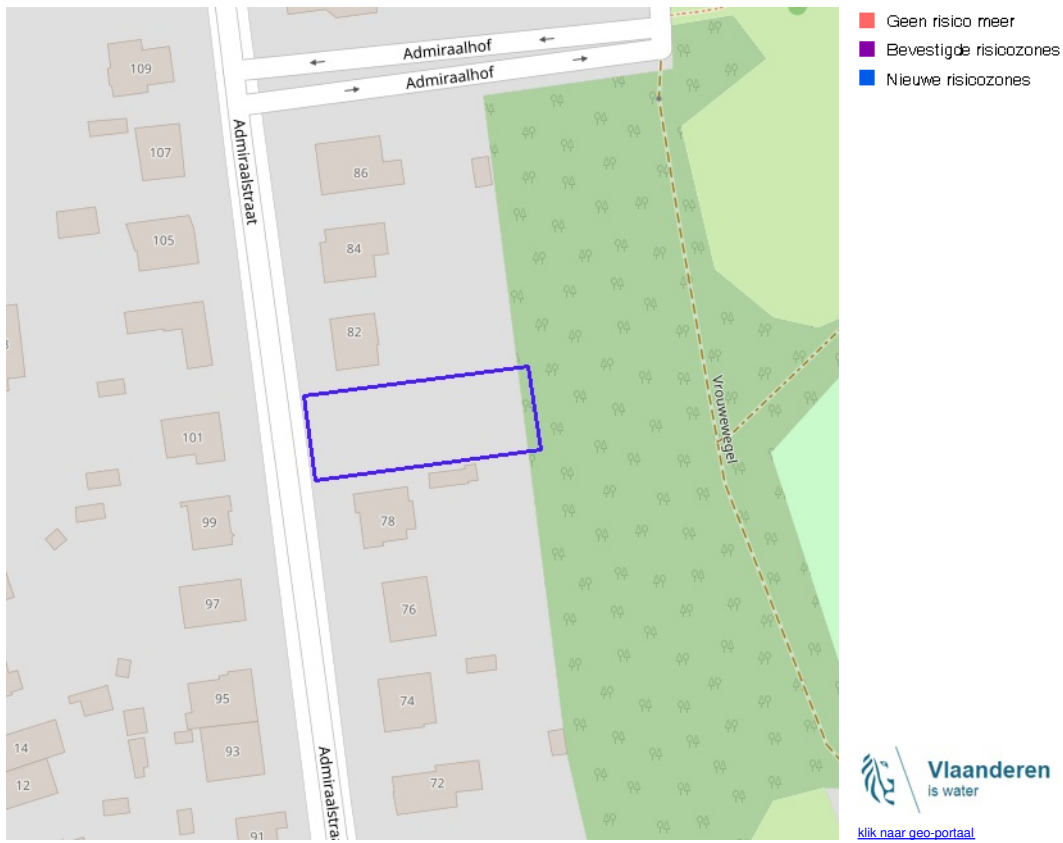 Geen risico meer
Bevestigde risicozones
Nieuwe risicozones
Admiraalhof
Admiraalhof
109
107
Admiraalstraat
86
105
84
82
101
Vrouwewegel
78
99
97
76
95
74
14
93
12
72
Admiraalstraa
91
Vlaanderen
is water
klik naar geo-portaal